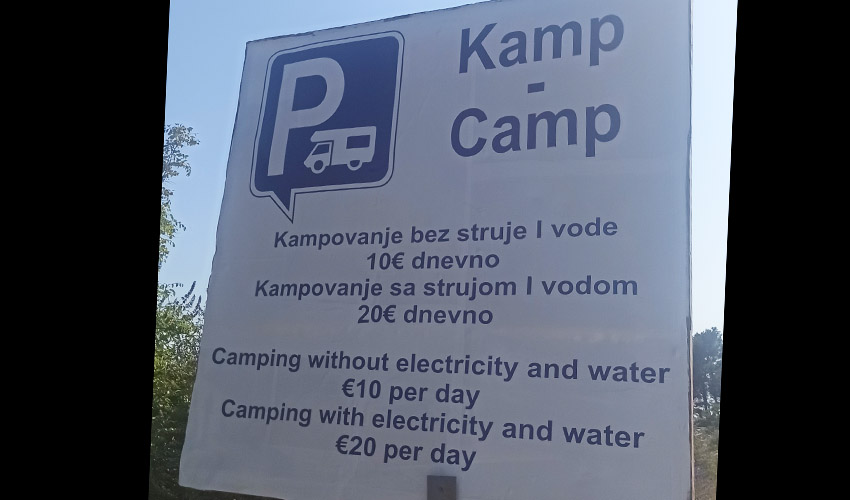 P
Kamp
-
Camp
Kampovanje bez struje I vode
10€ dnevno
Kampovanje sa strujom I vodom
20€ dnevno
Camping without electricity and water
€10 per day
Camping with electricity and water
€20 per day